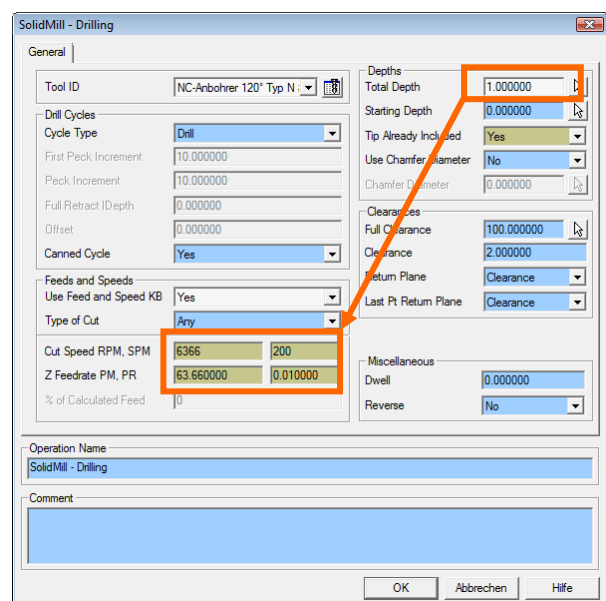 SolidMill - Drilling
General
Tool ID NC-Anbohrer 120° Typ N
Drill Cycles
Cycle Type Drill
First Peck Increment 10.000000
Peck Increment 10.000000
Full Retract IDepth 0.000000
Offset 0.000000
Canned Cycle Yes
Feeds and Speeds
Use Feed and Speed KB Yes
Type of Cut Any
Cut Speed RPM, SPM 6366 200
Z Feedrate PM, PR 63.660000 0.010000
% of Calculated Feed 0
Depths
Total Depth 1.000000
Starting Depth 0.000000
Tip Already Included Yes
Use Chamfer Diameter No
Chamfer Diameter 0.000000
Clearances
Full Clearance 100.000000
Clearance 2.000000
Return Plane Clearance
Last Pt Return Plane Clearance
Miscellaneous
Dwell 0.000000
Reverse No
Operation Name
SolidMill - Drilling
Comment
OK Abbrechen Hilfe